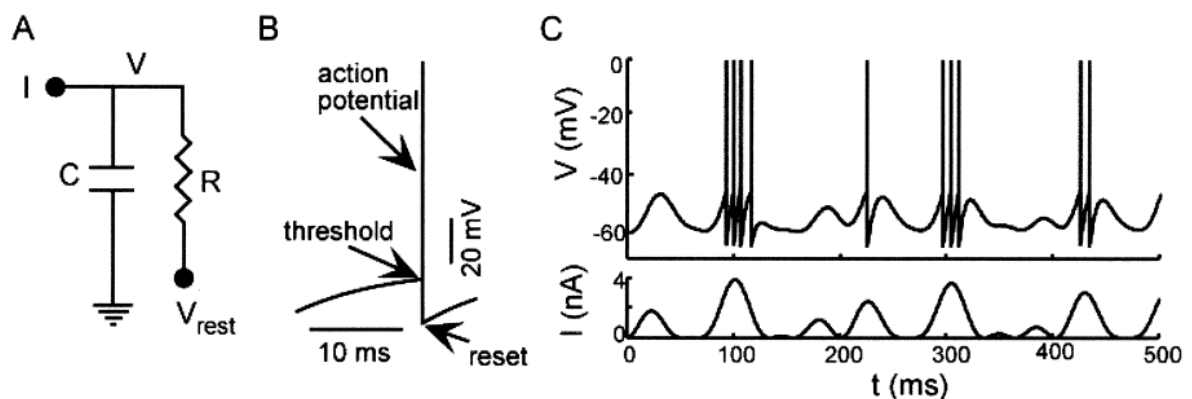 A
I
V
C
R
V_rest
B
action
potential
threshold
20 mV
10 ms
reset
C
V (mV)
0
-20
-40
-60
I (nA)
4
0
0 100 200 300 400 500
t (ms)